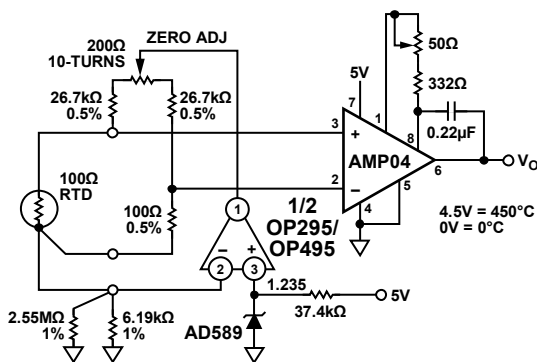 200Ω
10-TURNS
ZERO ADJ
26.7kΩ
0.5%
26.7kΩ
0.5%
50Ω
332Ω
5V
7
1
8
0.22µF
3
+
AMP04
6
VO
2
–
4
5
100Ω
RTD
100Ω
0.5%
1
1/2
OP295/
OP495
4.5V = 450°C
0V = 0°C
–
+
2
3
1.235
37.4kΩ
5V
AD589
2.55MΩ
1%
6.19kΩ
1%